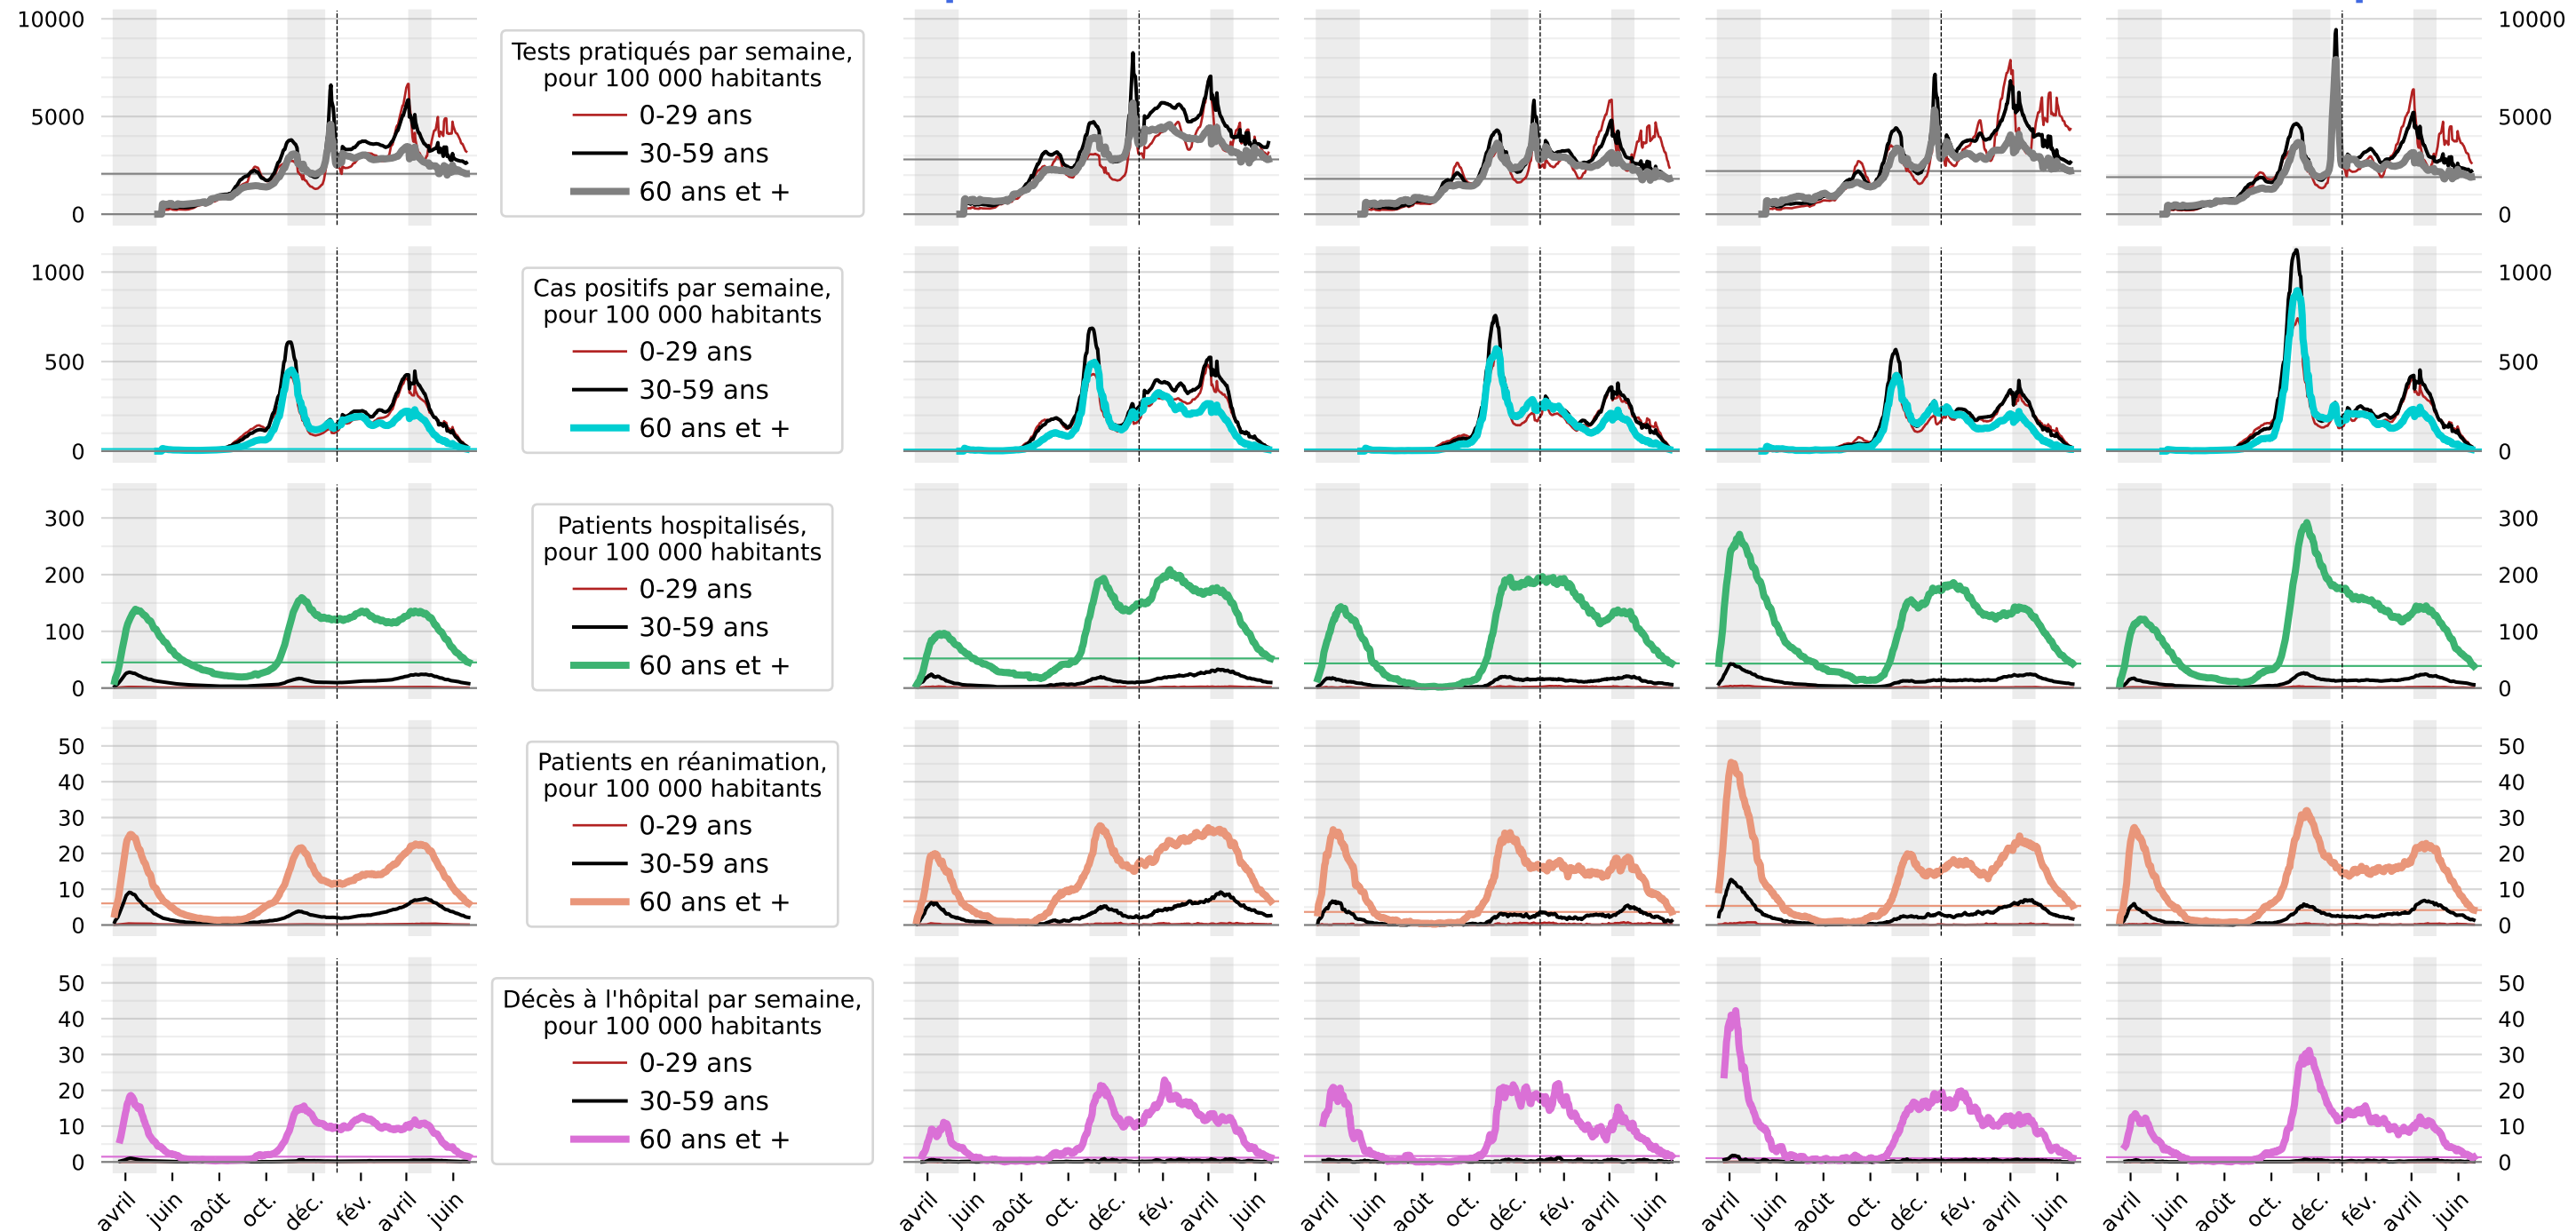 10000
5000
0
Tests pratiqués par semaine,
pour 100 000 habitants
0-29 ans
30-59 ans
60 ans et +
10000
5000
0
1000
500
0
Cas positifs par semaine,
pour 100 000 habitants
0-29 ans
30-59 ans
60 ans et +
1000
500
0
300
200
100
0
Patients hospitalisés,
pour 100 000 habitants
0-29 ans
30-59 ans
60 ans et +
300
200
100
0
50
40
30
20
10
0
Patients en réanimation,
pour 100 000 habitants
0-29 ans
30-59 ans
60 ans et +
50
40
30
20
10
0
50
40
30
20
10
0
Décès à l'hôpital par semaine,
pour 100 000 habitants
0-29 ans
30-59 ans
60 ans et +
50
40
30
20
10
0
avril juin août oct. déc. fév. avril juin
avril juin août oct. déc. fév. avril juin
avril juin août oct. déc. fév. avril juin
avril juin août oct. déc. fév. avril juin
avril juin août oct. déc. fév. avril juin